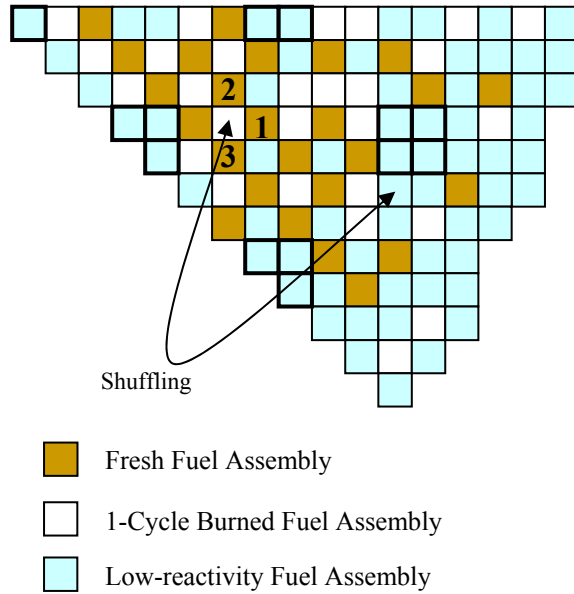 2
1
3
Shuffling
Fresh Fuel Assembly
1-Cycle Burned Fuel Assembly
Low-reactivity Fuel Assembly